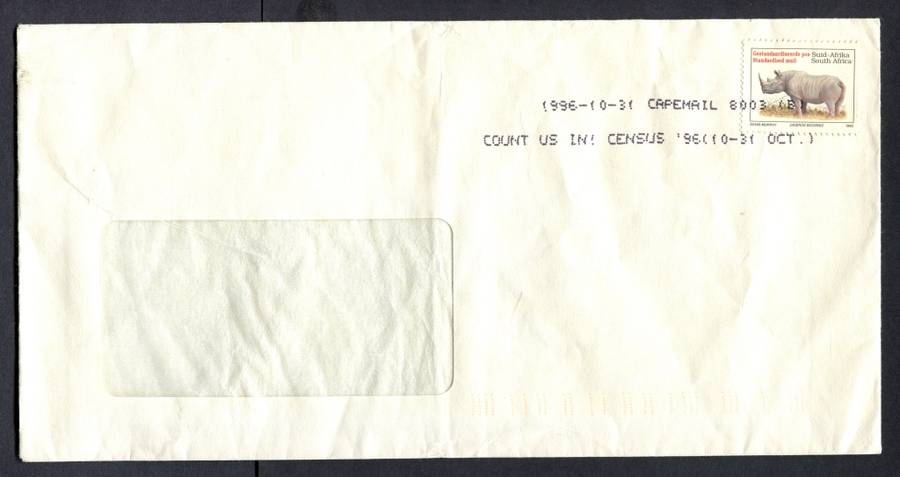 Gestandaardiseerde pos Suid-Afrika
Standardised mail South Africa
1996-10-31 CAPEMAIL 8003 (B)
COUNT US IN! CENSUS '96(10-31 OCT.)